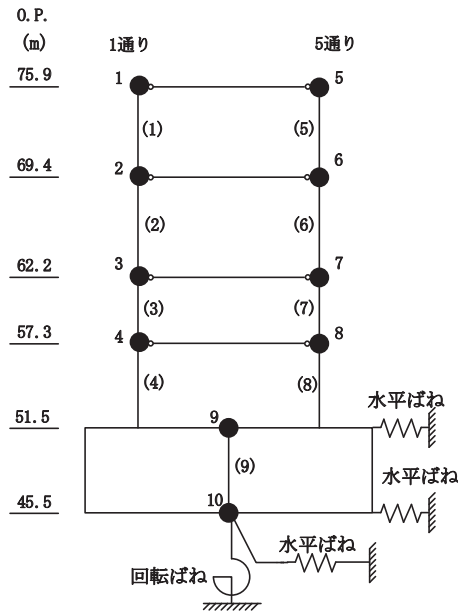 O.P.
(m)
1通り 5通り
75.9 1 5
(1) (5)
69.4 2 6
(2) (6)
62.2 3 7
(3) (7)
57.3 4 8
(4) (8)
水平ばね
51.5 9
(9)
水平ばね
45.5 10
水平ばね
回転ばね